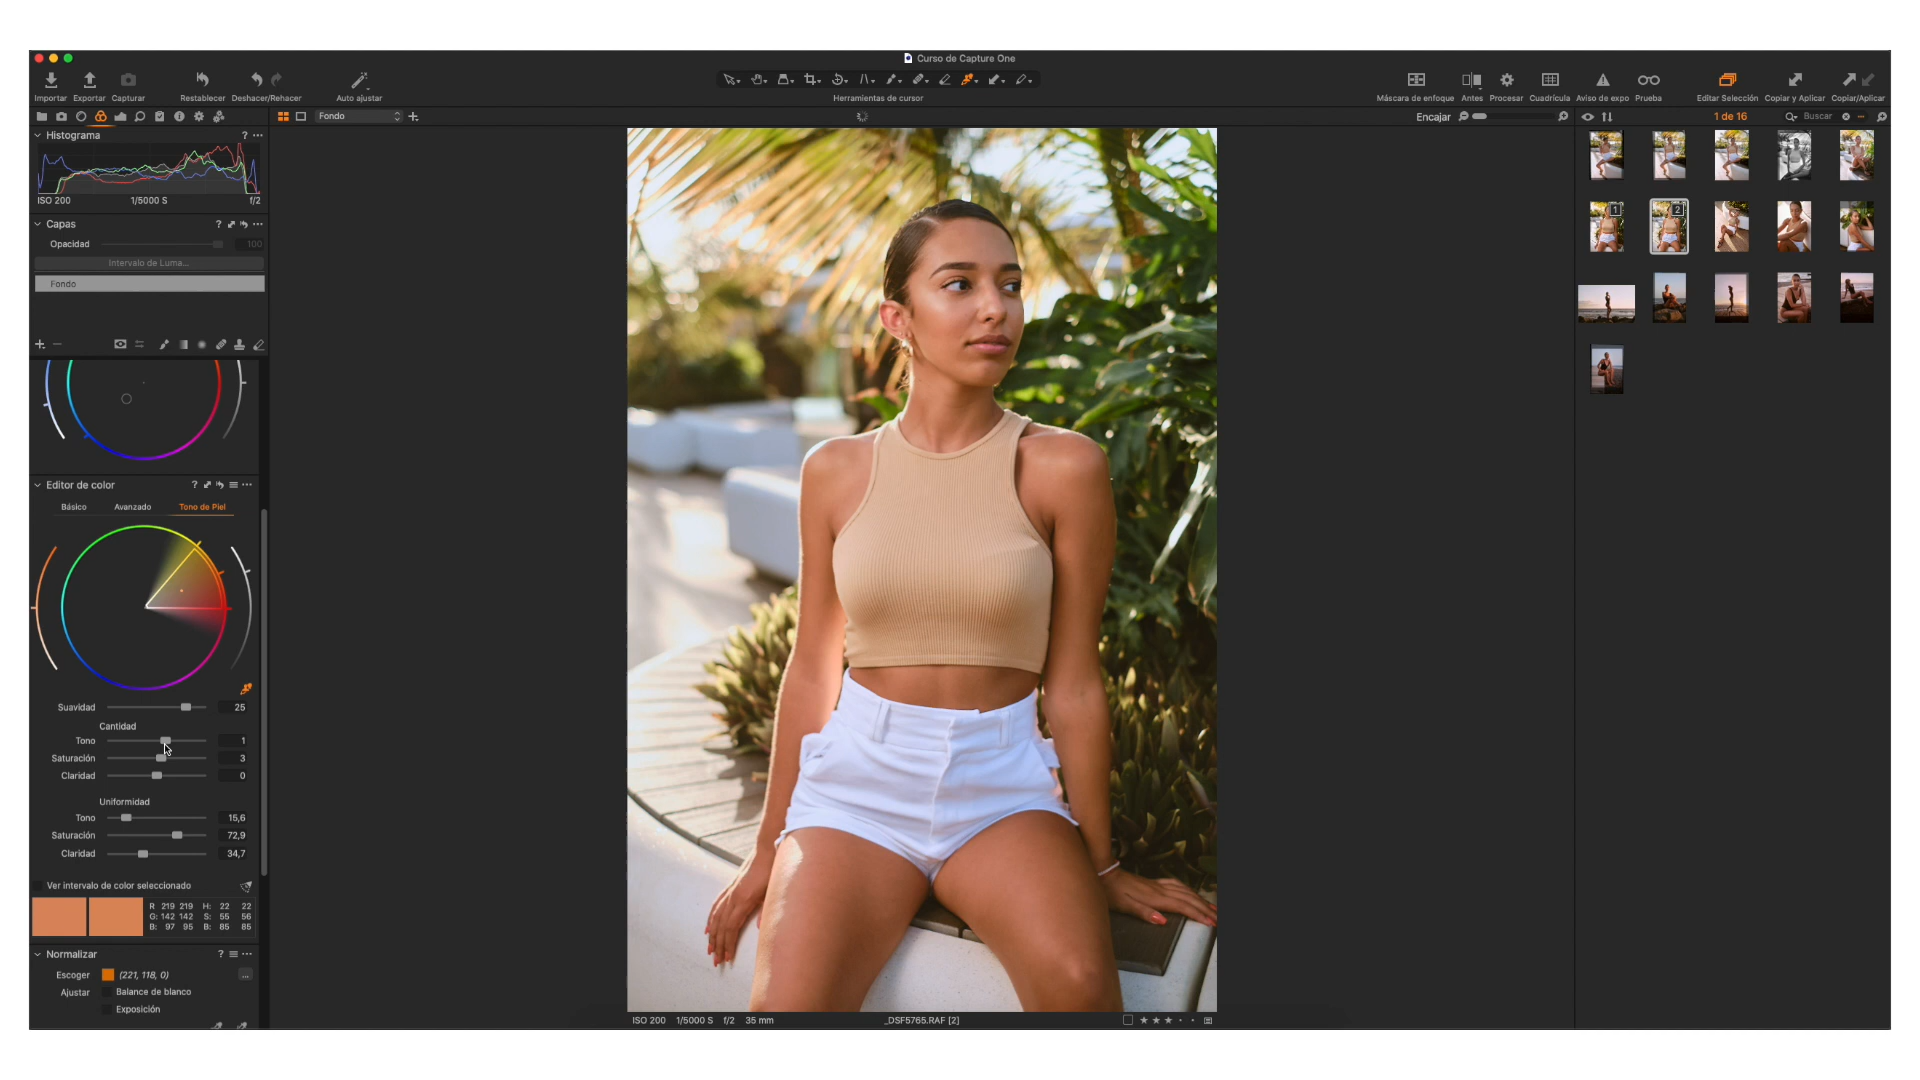 Curso de Capture One
Importar Exportar Capturar Restablecer Deshacer/Rehacer Auto ajustar Herramientas de cursor Máscara de enfoque Antes Procesar Cuadrícula Aviso de expo Prueba Editar Selección Copiar y Aplicar Copiar/Aplicar
Fondo Encajar 1 de 16 Buscar
Histograma ?
ISO 200 1/5000 S f/2
Capas ?
Opacidad 100
Intervalo de Luma...
Fondo
1 2
Editor de color ?
Básico Avanzado Tono de Piel
Suavidad 25
Cantidad
Tono 1
Saturación 3
Claridad 0
Uniformidad
Tono 15,6
Saturación 72,9
Claridad 34,7
Ver intervalo de color seleccionado
R 219 219 H: 22 22
G: 142 142 S: 55 56
B: 97 95 B: 85 85
Normalizar ?
Escoger (221, 118, 0) ...
Ajustar Balance de blanco
Exposición
ISO 200 1/5000 S f/2 35 mm _DSF5765.RAF [2]